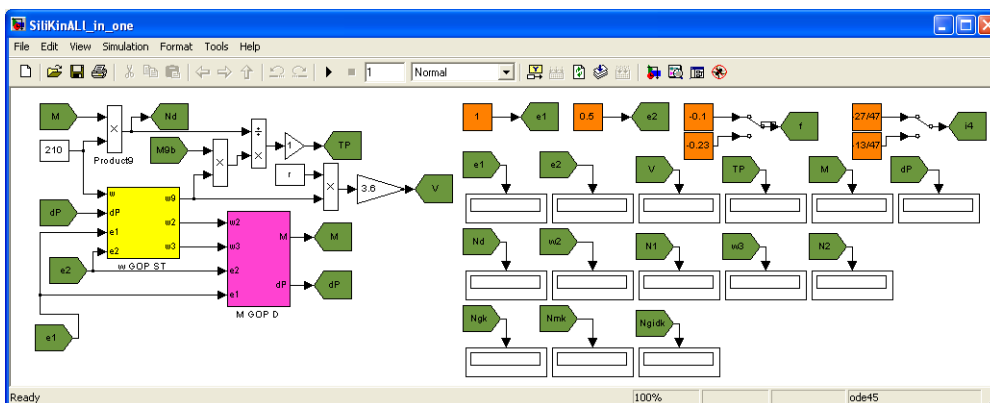 SiliKinALL_in_one
File Edit View Simulation Format Tools Help
1 Normal
M Nd
210 Product9 M9b 1 TP
r 3.6 V
w w9
dP w2
e1 w3
e2
w GOP ST
dP
e2
e1
w2 M
w3
e2 dP
e1
M GOP D
M
dP
1 e1 0.5 e2 -0.1 -0.23 f -27/47 -13/47 i4
e1 e2 V TP M dP
Nd w2 N1 w3 N2
Ngk Nmk Ngidk
Ready 100% ode45